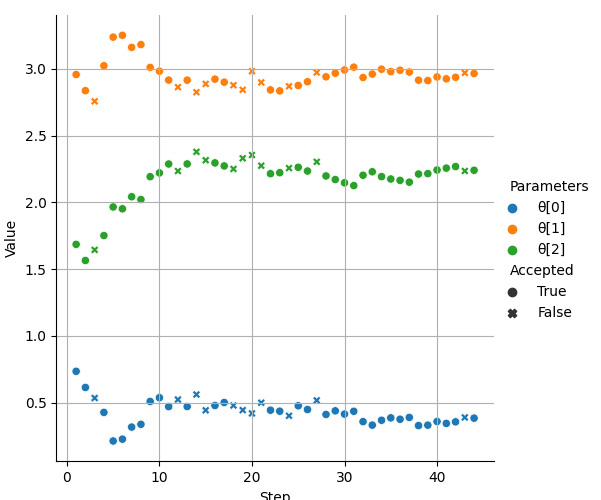 3.0
2.5
2.0
1.5
1.0
0.5
Value
0
10
20
30
40
Step
Parameters
θ[0]
θ[1]
θ[2]
Accepted
True
False